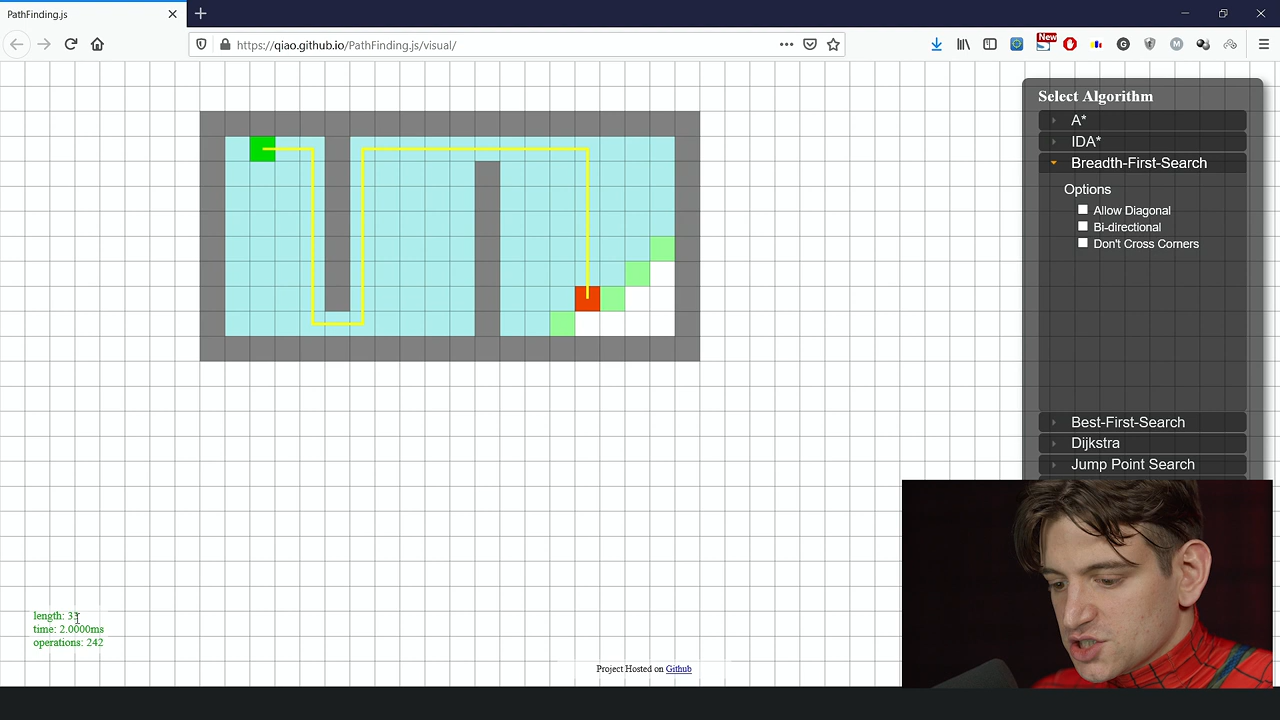 PathFinding.js
https://qiao.github.io/PathFinding.js/visual/
New
Select Algorithm
A*
IDA*
Breadth-First-Search
Options
Allow Diagonal
Bi-directional
Don't Cross Corners
Best-First-Search
Dijkstra
Jump Point Search
length: 33
time: 2.0000ms
operations: 242
Project Hosted on Github